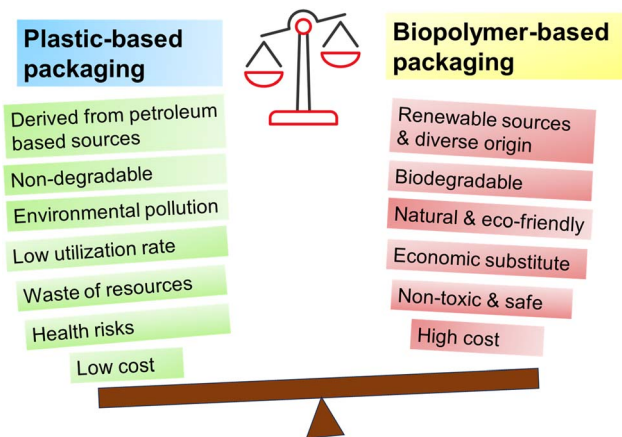 Plastic-based
packaging
Derived from petroleum
based sources
Non-degradable
Environmental pollution
Low utilization rate
Waste of resources
Health risks
Low cost
Biopolymer-based
packaging
Renewable sources
& diverse origin
Biodegradable
Natural & eco-friendly
Economic substitute
Non-toxic & safe
High cost